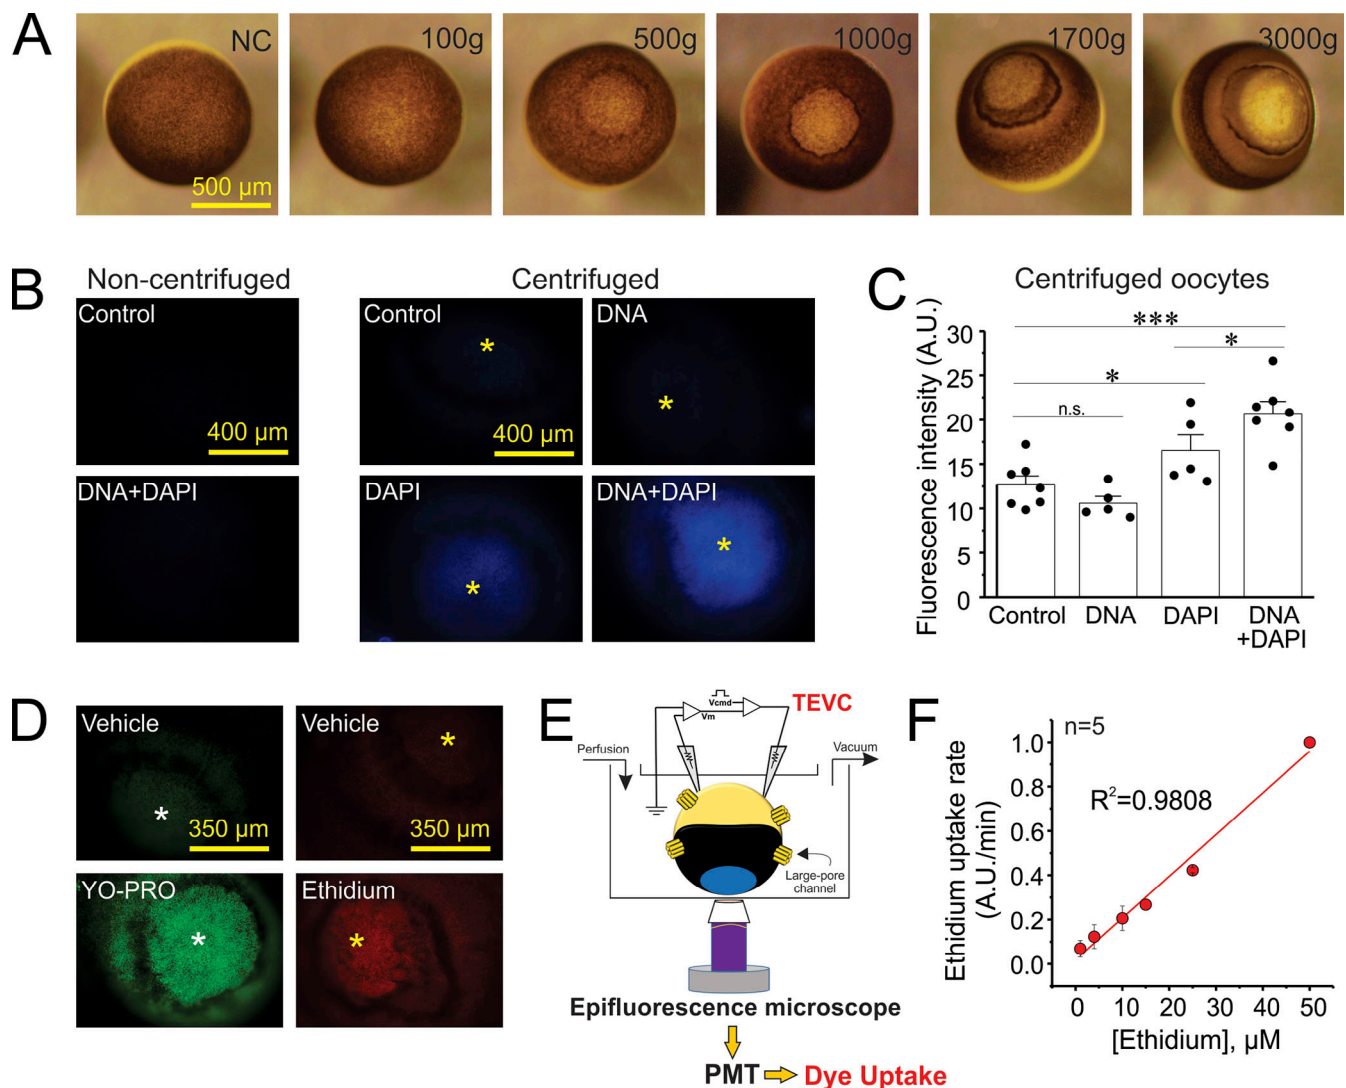 A
NC
100g
500g
1000g
1700g
3000g
500 µm
B
Non-centrifuged
Centrifuged
Control
400 µm
DNA+DAPI
Control
400 µm
DNA
DAPI
DNA+DAPI
*
*
*
*
C
Centrifuged oocytes
Fluorescence intensity (A.U.)
30
25
20
15
10
5
0
***
*
*
n.s.
Control
DNA
DAPI
DNA
+DAPI
D
Vehicle
*
350 µm
Vehicle
*
350 µm
YO-PRO
*
Ethidium
*
E
TEVC
Vcmd
Vm
Perfusion
Vacuum
Large-pore
channel
Epifluorescence microscope
PMT
Dye Uptake
F
n=5
R²=0.9808
Ethidium uptake rate
(A.U./min)
1.0
0.8
0.6
0.4
0.2
0.0
0
10
20
30
40
50
[Ethidium], µM